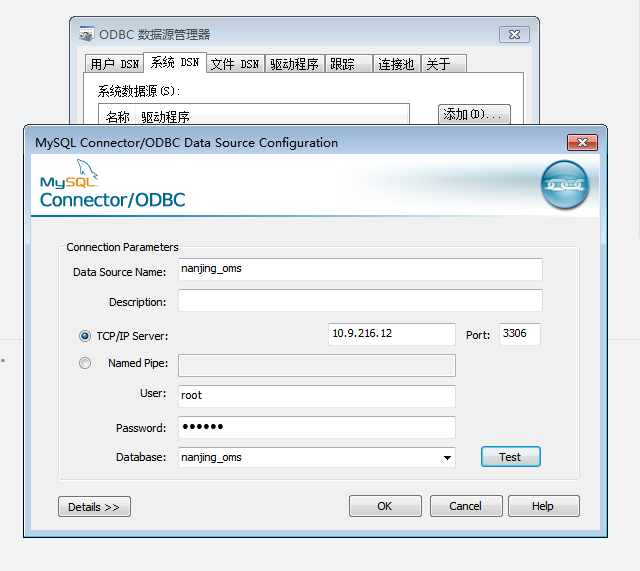 ODBC 数据源管理器
用户 DSN 系统 DSN 文件 DSN 驱动程序 跟踪 连接池 关于
系统数据源(S):
名称 驱动程序 添加(D)...
MySQL Connector/ODBC Data Source Configuration
MySQL
Connector/ODBC
Connection Parameters
Data Source Name: nanjing_oms
Description:
TCP/IP Server: 10.9.216.12 Port: 3306
Named Pipe:
User: root
Password: ••••••
Database: nanjing_oms Test
Details >> OK Cancel Help